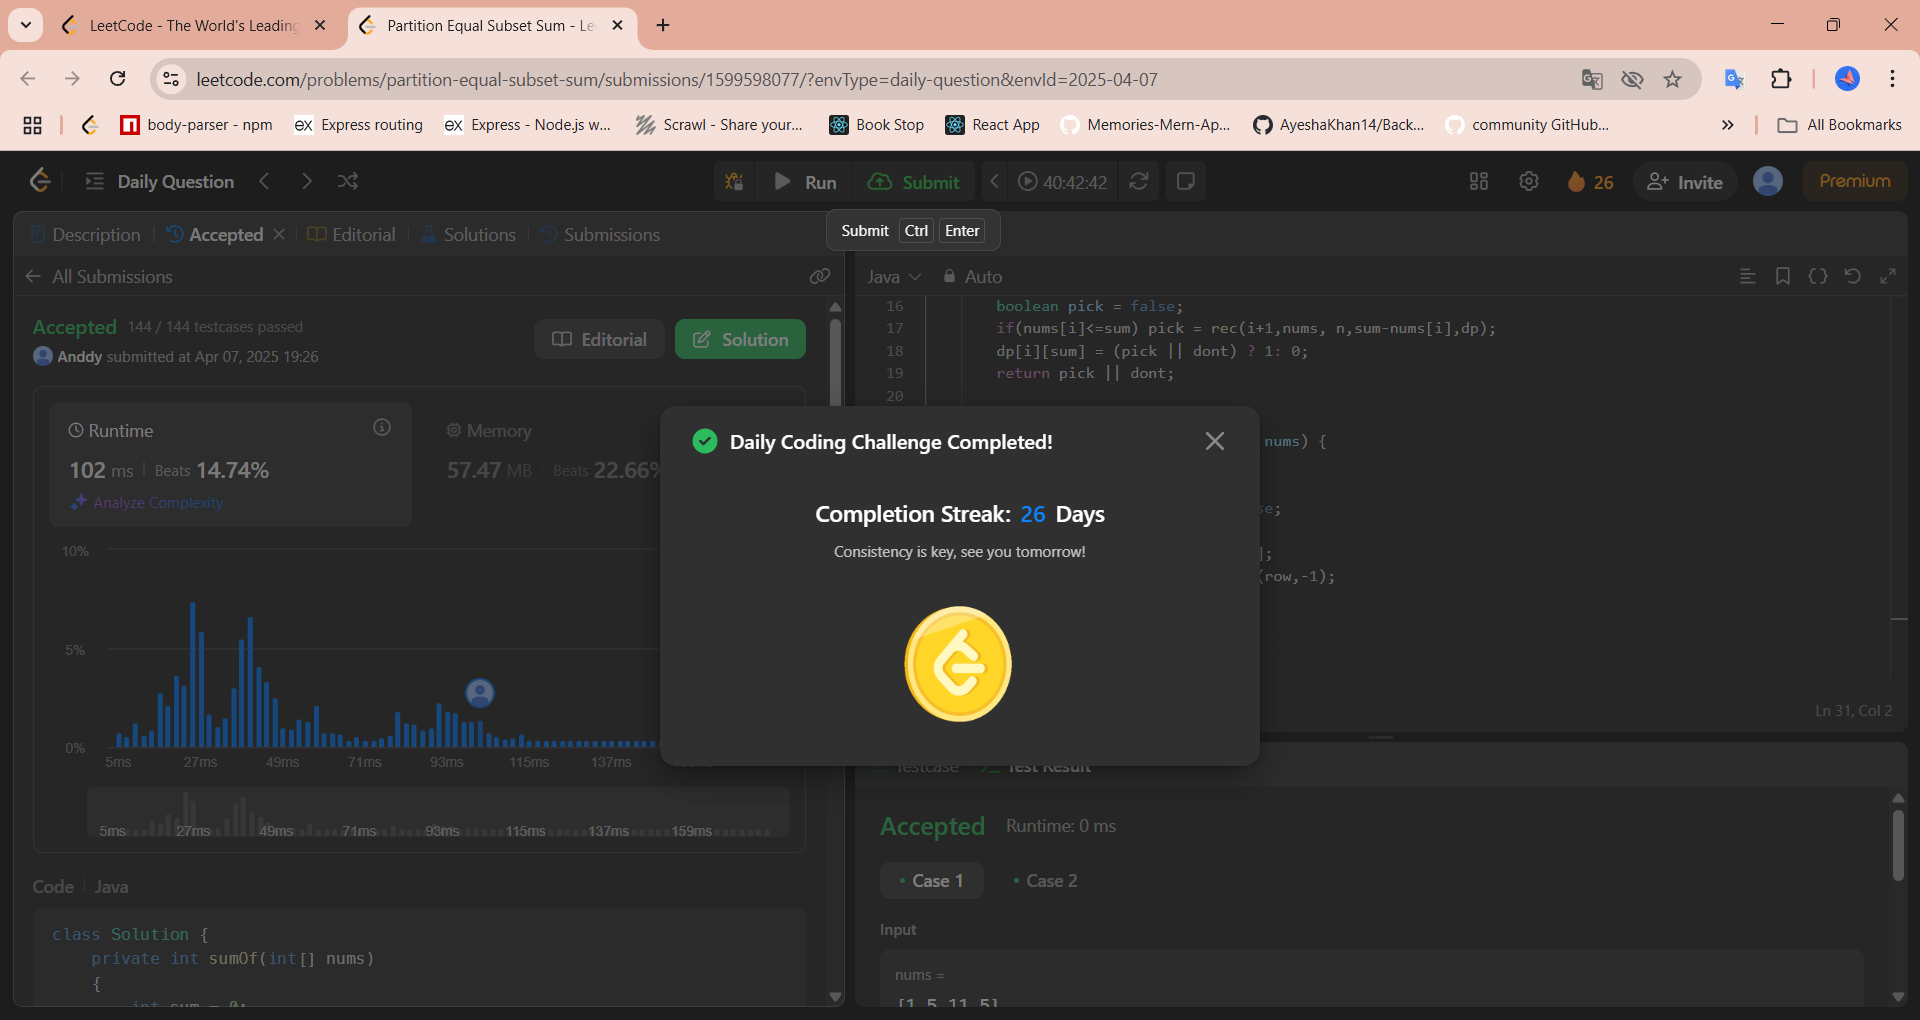 LeetCode - The World's Leading
Partition Equal Subset Sum - Le
leetcode.com/problems/partition-equal-subset-sum/submissions/1599598077/?envType=daily-question&envId=2025-04-07
body-parser - npm
ex Express routing
ex Express - Node.js w...
Scrawl - Share your...
Book Stop
React App
Memories-Mern-Ap...
AyeshaKhan14/Back...
community GitHub...
All Bookmarks
Daily Question
Run
Submit
40:42:42
26
Invite
Premium
Description
Accepted
Editorial
Solutions
Submissions
Submit Ctrl Enter
All Submissions
Java
Auto
Accepted 144 / 144 testcases passed
Anddy submitted at Apr 07, 2025 19:26
Editorial
Solution
Runtime
102 ms Beats 14.74%
Analyze Complexity
Memory
57.47 MB Beats 22.66%
10%
5%
0%
5ms 27ms 49ms 71ms 93ms 115ms 137ms
5ms 27ms 49ms 71ms 93ms 115ms 137ms 159ms
Code Java
class Solution {
private int sumOf(int[] nums)
{
int sum = 0;
16 boolean pick = false;
17 if(nums[i]<=sum) pick = rec(i+1,nums, n,sum-nums[i],dp);
18 dp[i][sum] = (pick || dont) ? 1: 0;
19 return pick || dont;
20
nums) {
se;
];
(row,-1);
Ln 31, Col 2
Daily Coding Challenge Completed!
Completion Streak: 26 Days
Consistency is key, see you tomorrow!
Testcase
Test Result
Accepted Runtime: 0 ms
Case 1
Case 2
Input
nums =
[1,5,11,5]